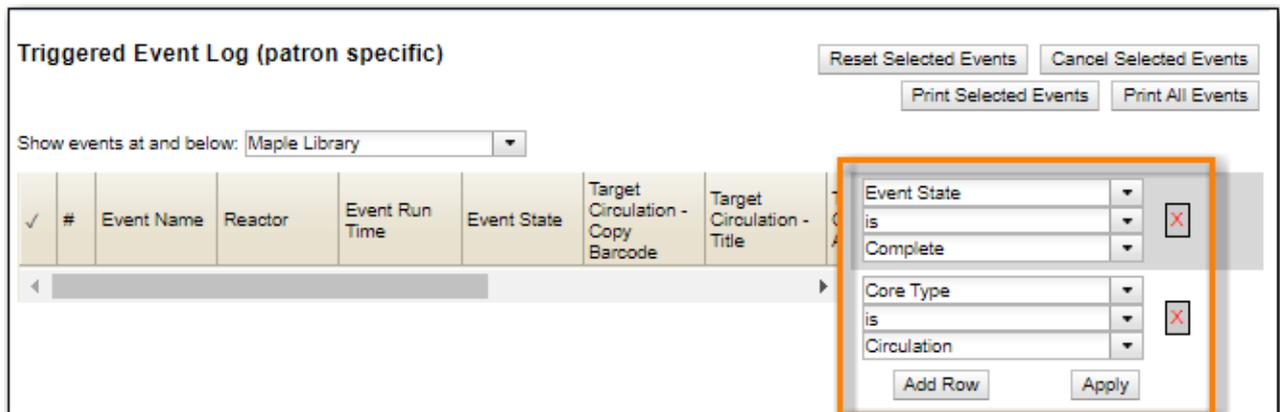 Triggered Event Log (patron specific)
Reset Selected Events Cancel Selected Events
Print Selected Events Print All Events
Show events at and below: Maple Library
✓ # Event Name Reactor Event Run Time Event State Target Circulation - Copy Barcode Target Circulation - Title
Event State
is
Complete
X
Core Type
is
Circulation
X
Add Row Apply